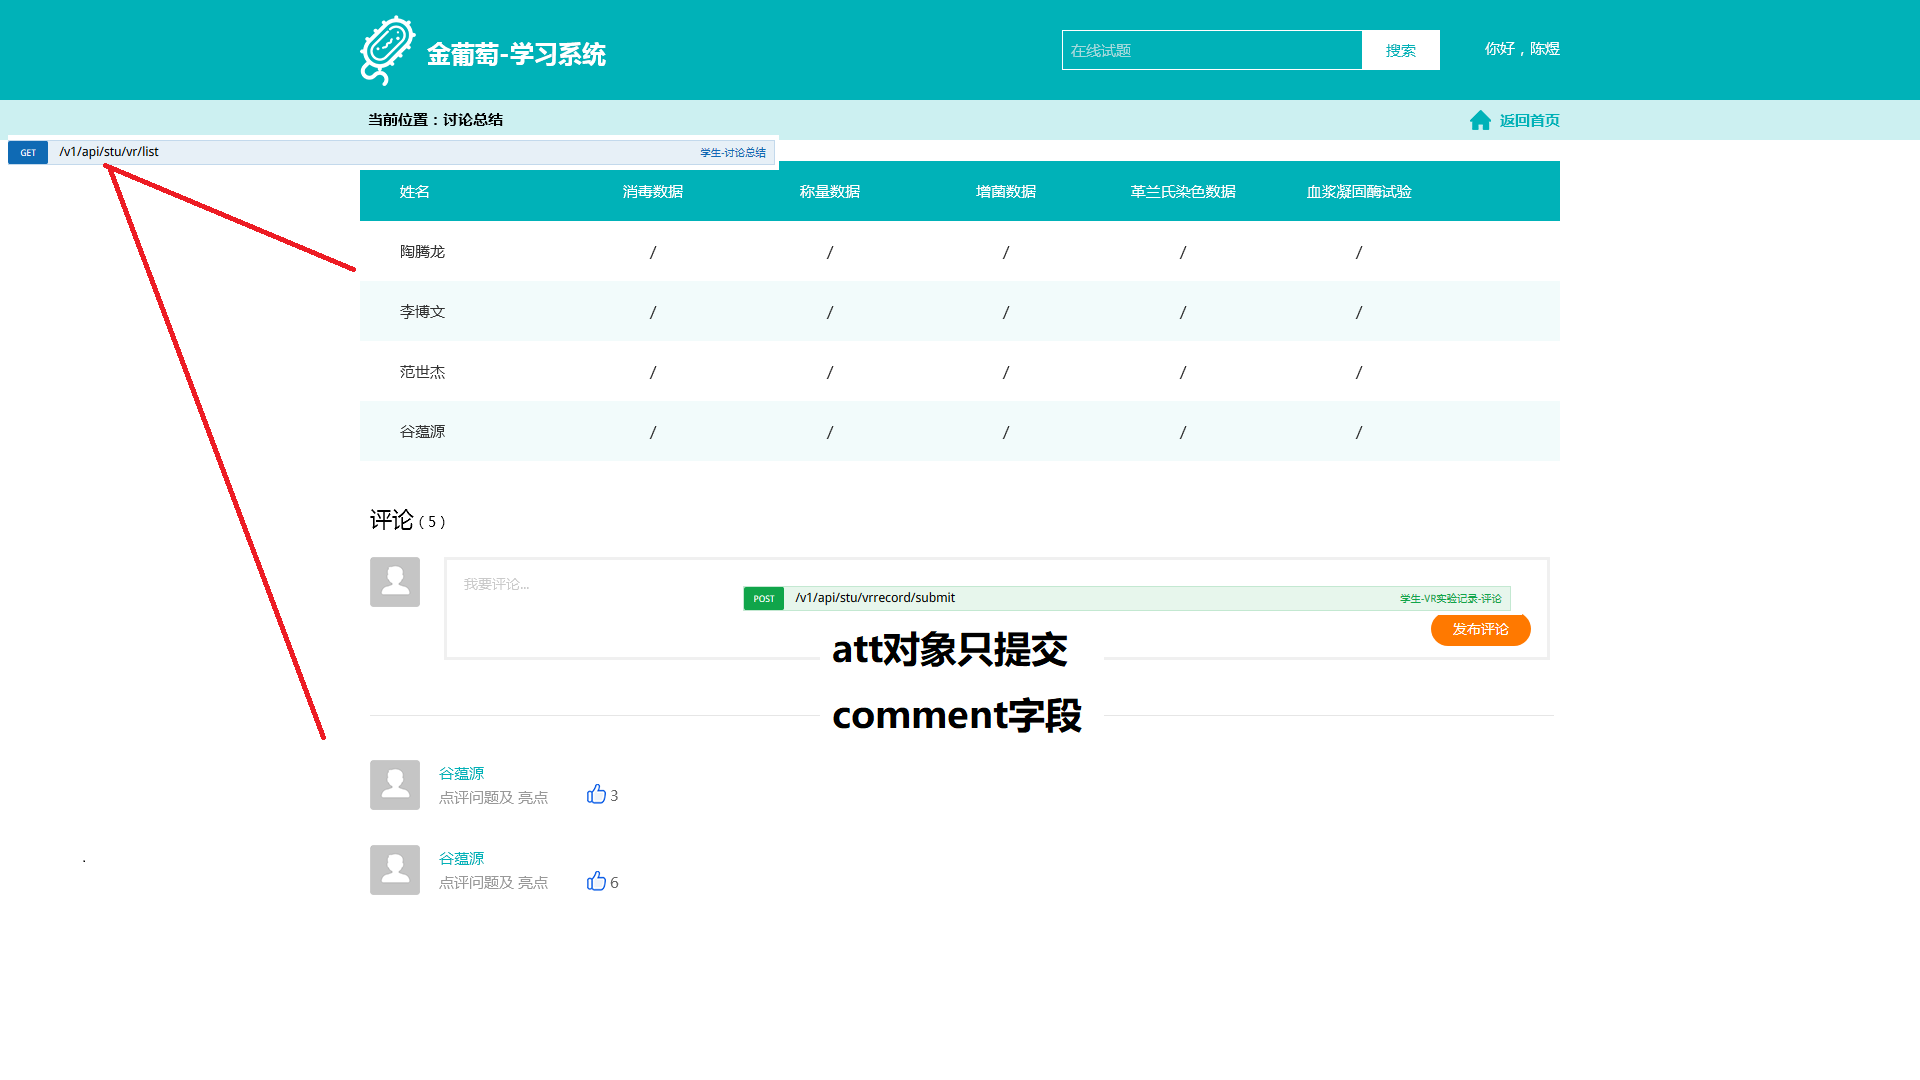 金葡萄-学习系统
在线试题 搜索 你好，陈煜
当前位置：讨论总结 返回首页
GET /v1/api/stu/vr/list 学生-讨论总结
姓名 消毒数据 称量数据 增菌数据 革兰氏染色数据 血浆凝固酶试验
陶腾龙 / / / / /
李博文 / / / / /
范世杰 / / / / /
谷蕴源 / / / / /
评论（5）
我要评论...
POST /v1/api/stu/vrrecord/submit 学生-VR实验记录-评论
发布评论
att对象只提交
comment字段
谷蕴源
点评问题及 亮点 3
谷蕴源
点评问题及 亮点 6